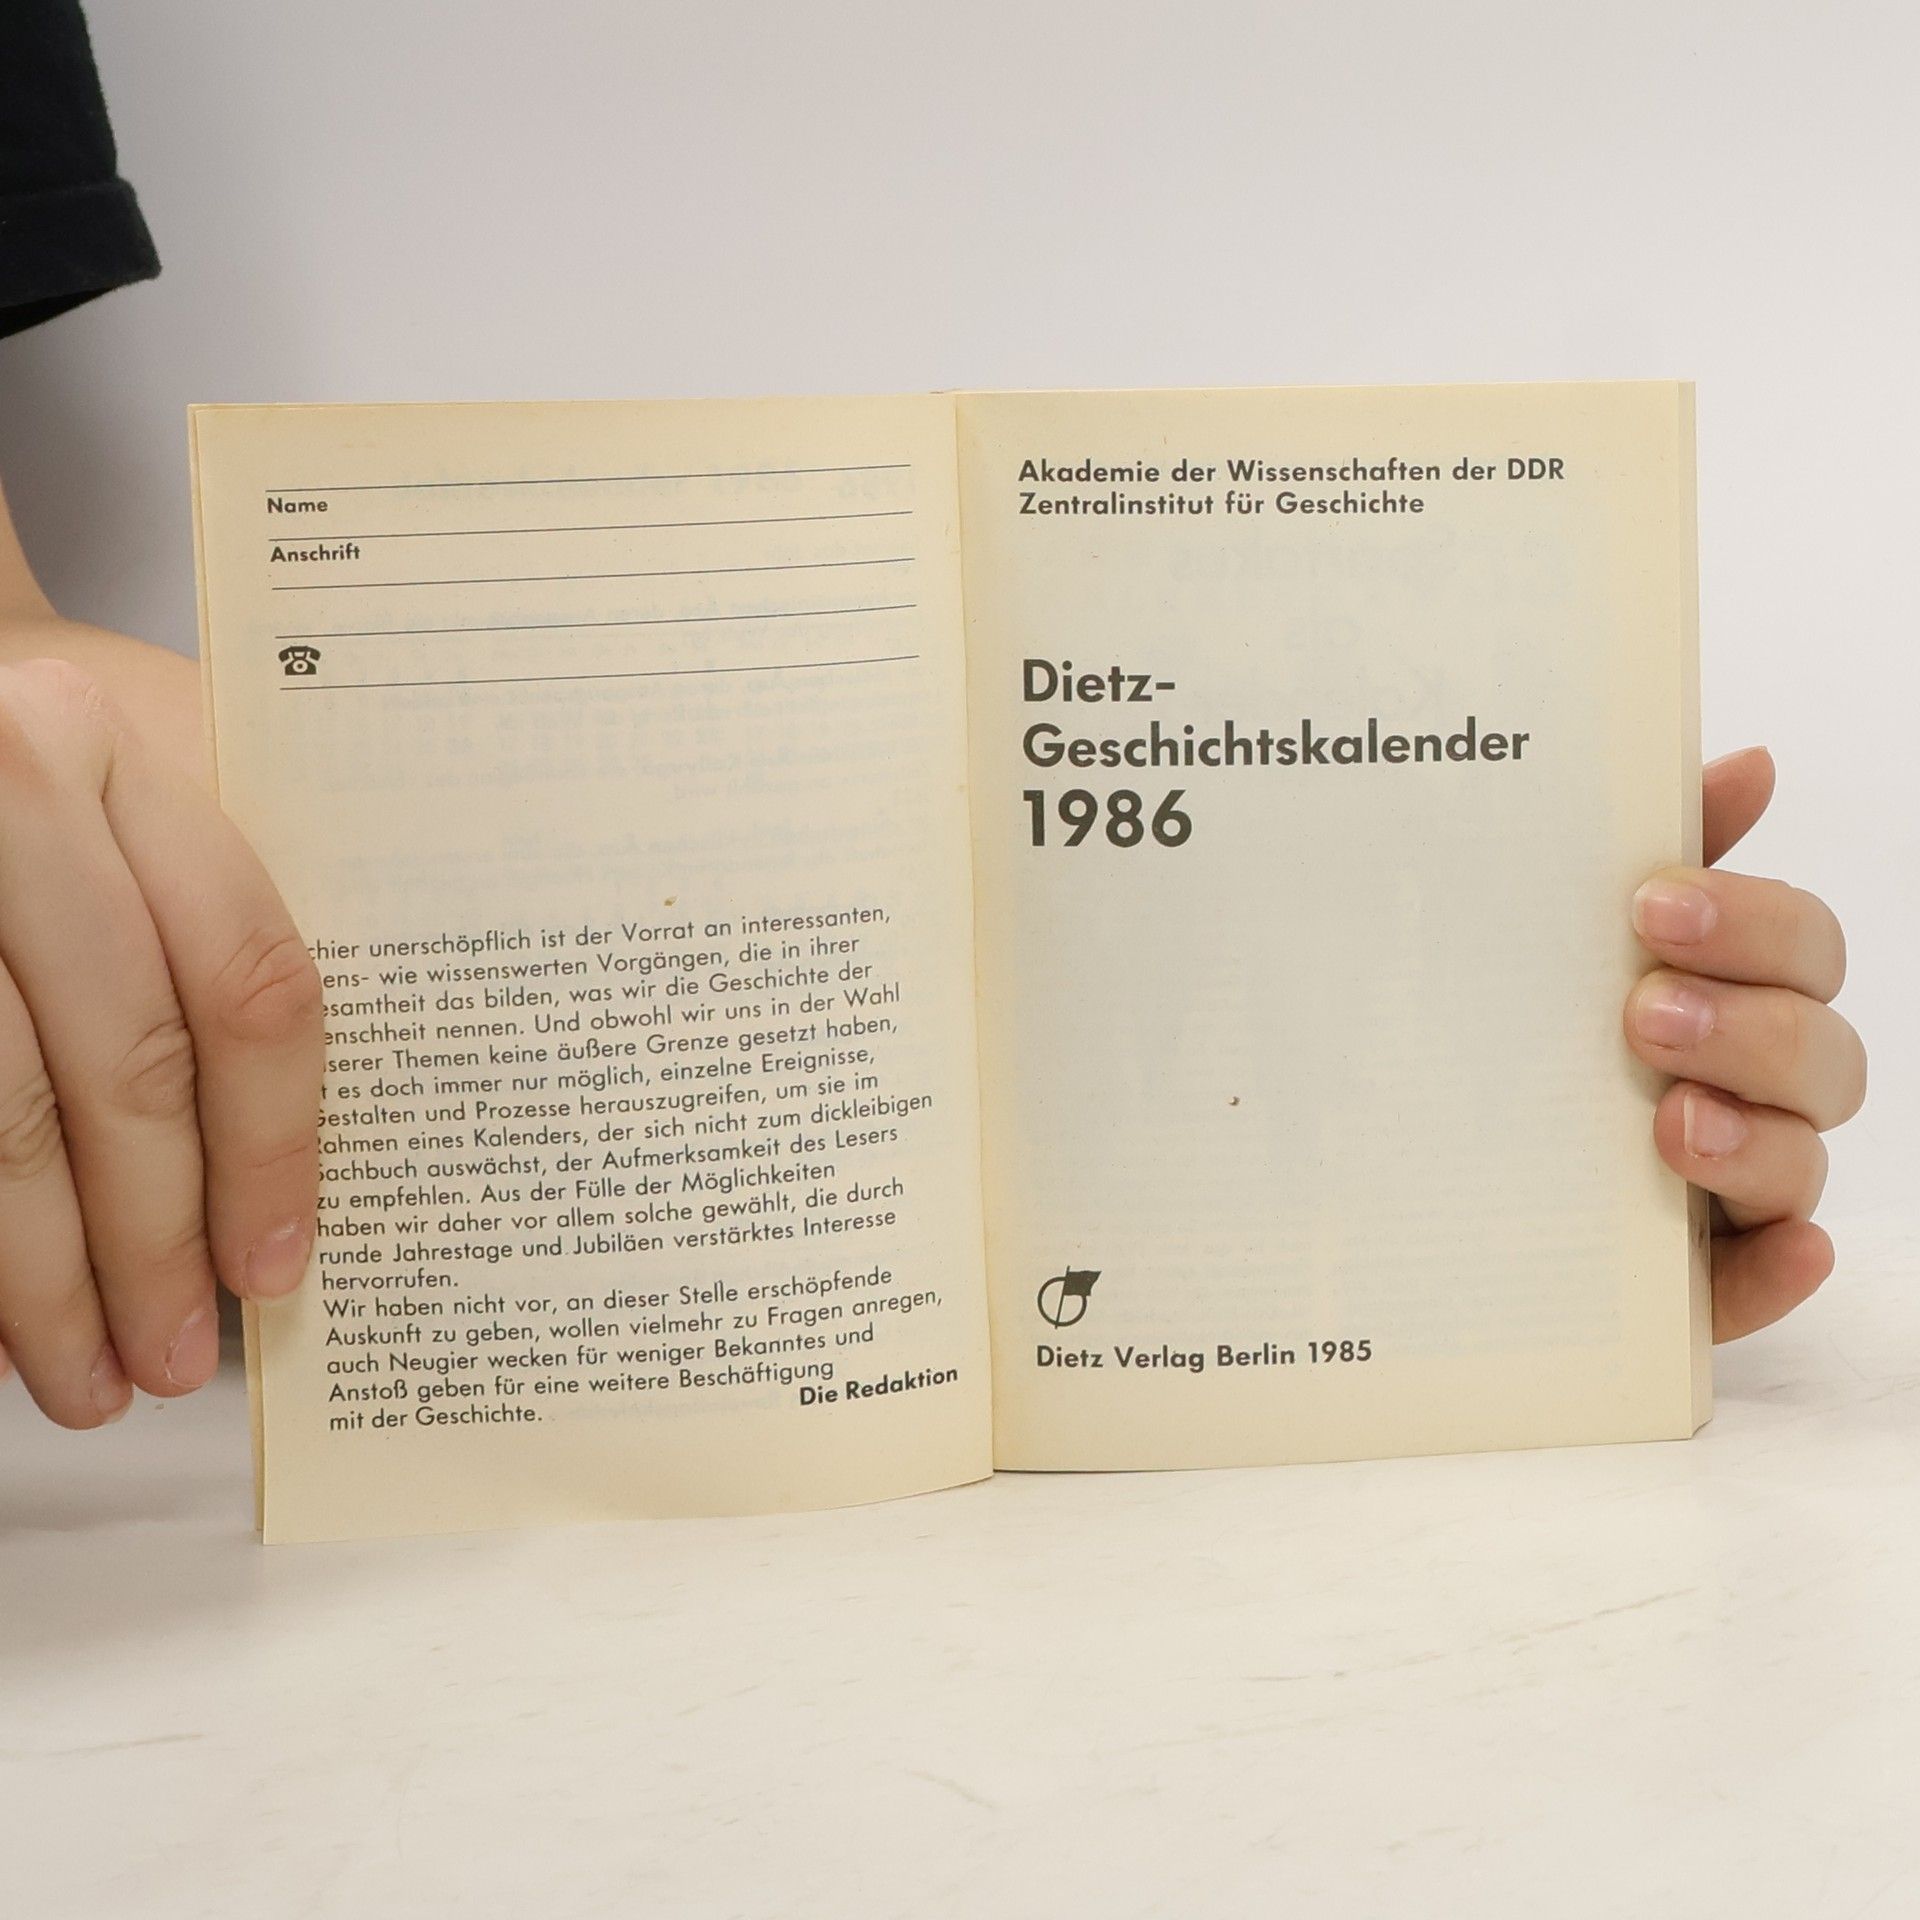 Name
Anschrift
chier unerschöpflich ist der Vorrat an interessanten,
ens- wie wissenswerten Vorgängen, die in ihrer
esamtheit das bilden, was wir die Geschichte der
enschheit nennen. Und obwohl wir uns in der Wahl
nserer Themen keine äußere Grenze gesetzt haben,
t es doch immer nur möglich, einzelne Ereignisse,
Gestalten und Prozesse herauszugreifen, um sie im
Rahmen eines Kalenders, der sich nicht zum dickleibigen
Sachbuch auswächst, der Aufmerksamkeit des Lesers
zu empfehlen. Aus der Fülle der Möglichkeiten
haben wir daher vor allem solche gewählt, die durch
runde Jahrestage und Jubiläen verstärktes Interesse
hervorrufen.
Wir haben nicht vor, an dieser Stelle erschöpfende
Auskunft zu geben, wollen vielmehr zu Fragen anregen,
auch Neugier wecken für weniger Bekanntes und
Anstoß geben für eine weitere Beschäftigung
mit der Geschichte.
Die Redaktion
Akademie der Wissenschaften der DDR
Zentralinstitut für Geschichte
Dietz-
Geschichtskalender
1986
Dietz Verlag Berlin 1985